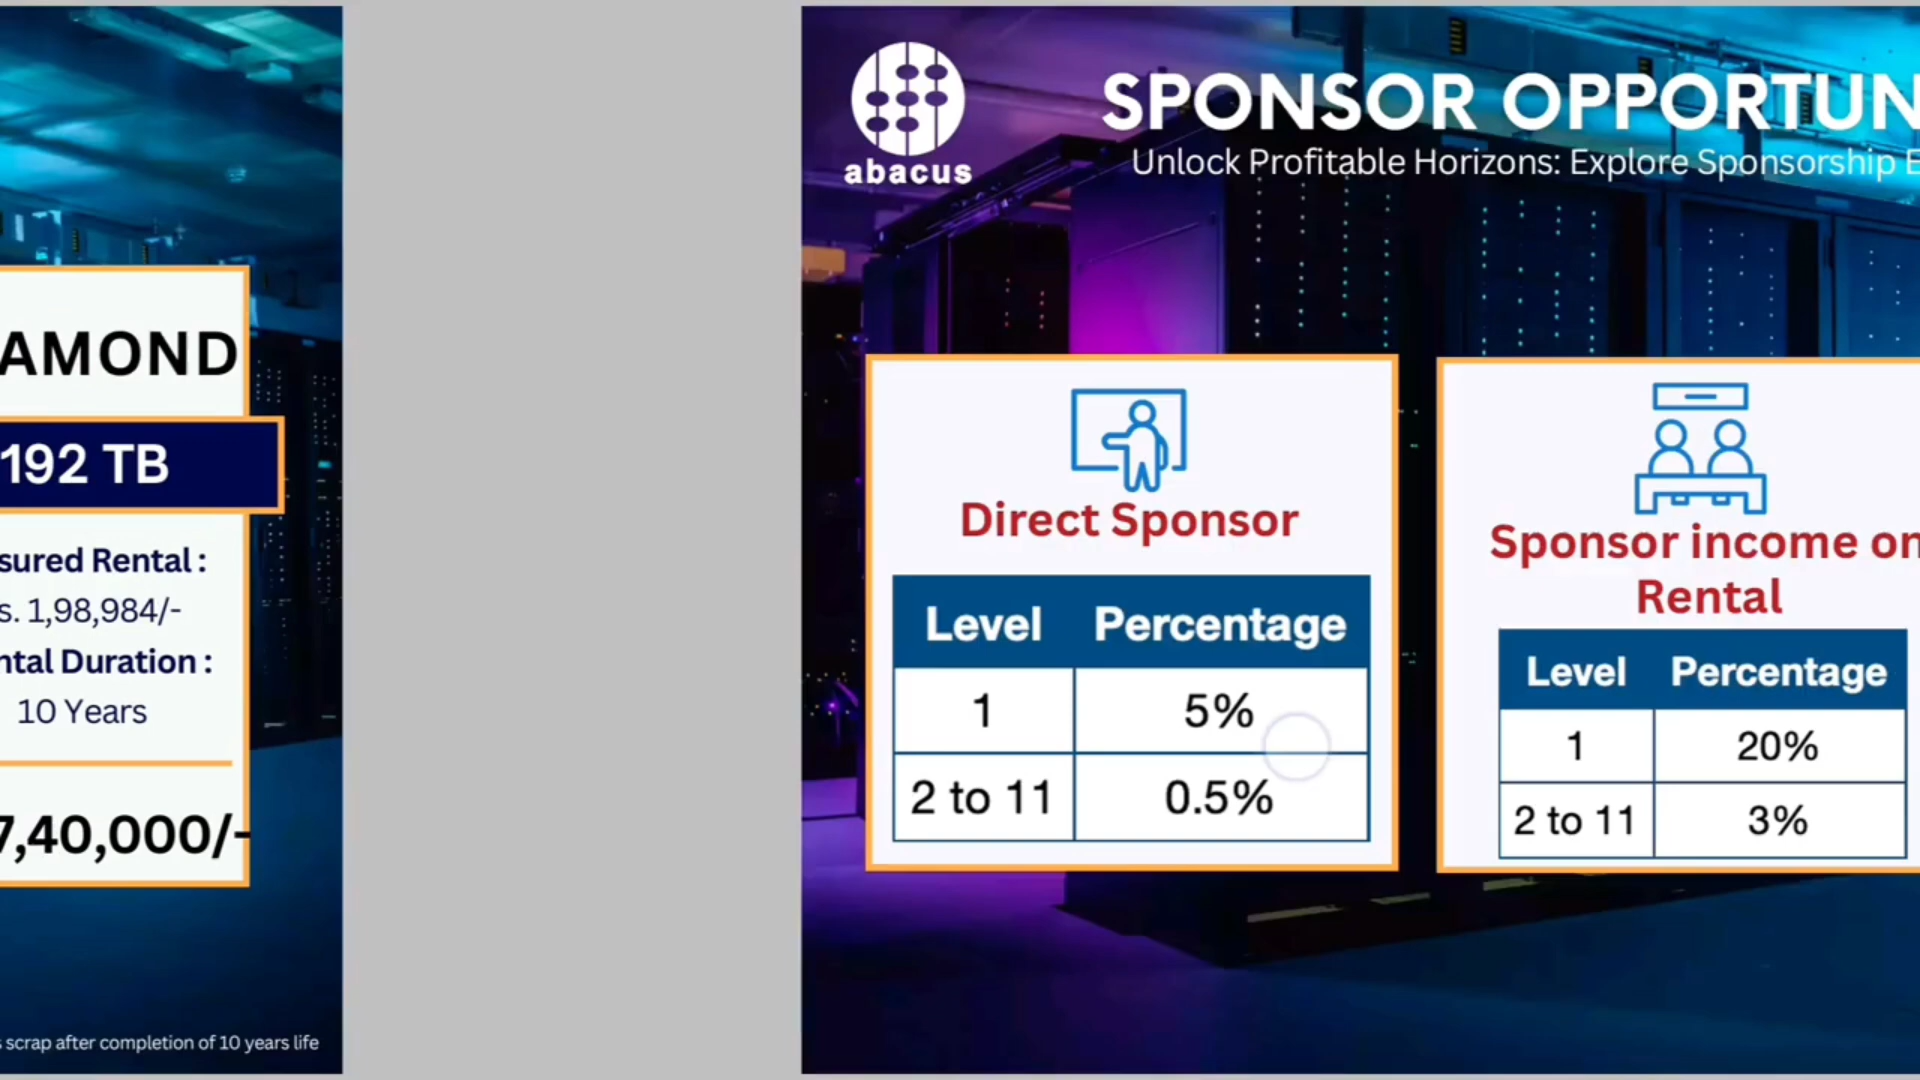 AMOND
192 TB
sured Rental :
s. 1,98,984/-
ntal Duration :
10 Years
7,40,000/-
s scrap after completion of 10 years life
abacus
SPONSOR OPPORTUN
Unlock Profitable Horizons: Explore Sponsorship E
Direct Sponsor
Level Percentage
1 5%
2 to 11 0.5%
Sponsor income on
Rental
Level Percentage
1 20%
2 to 11 3%